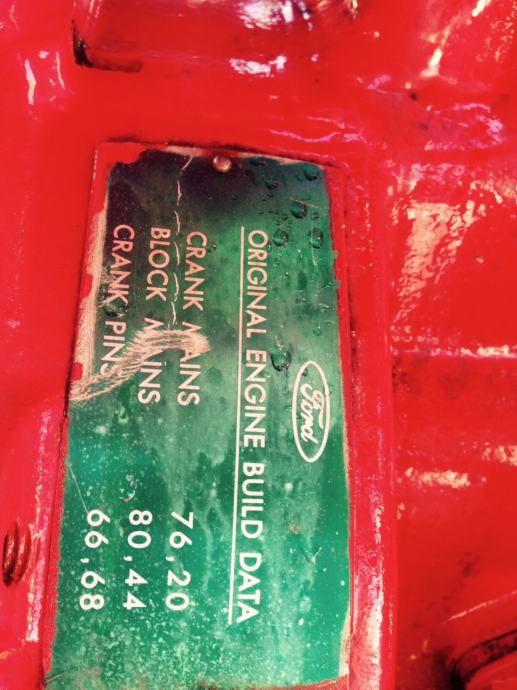 Ford
ORIGINAL ENGINE BUILD DATA
CRANK MAINS 76,20
BLOCK MAINS 80,44
CRANK PINS 66,68